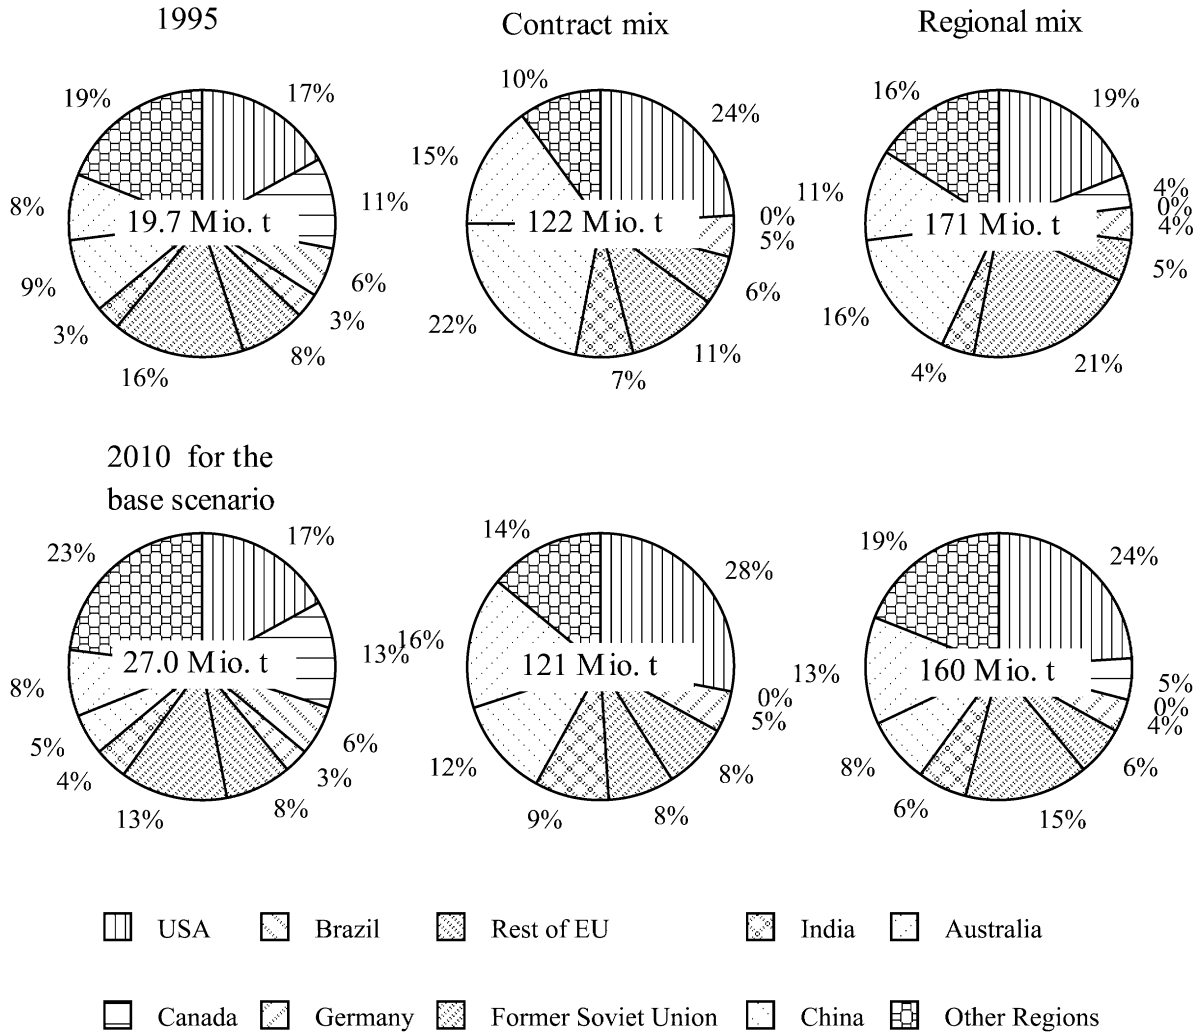 1995
Contract mix
Regional mix
19%
17%
8%
19.7 Mio. t
11%
9%
6%
3%
3%
8%
16%
10%
24%
15%
122 Mio. t
0%
5%
6%
22%
11%
7%
16%
19%
11%
171 Mio. t
4%
0%
4%
5%
16%
21%
4%
2010 for the
base scenario
23%
17%
27.0 Mio. t
13%
8%
5%
6%
4%
3%
13%
8%
14%
28%
16%
121 Mio. t
0%
5%
12%
8%
9%
8%
19%
24%
13%
160 Mio. t
5%
0%
4%
8%
6%
6%
15%
USA
Brazil
Rest of EU
India
Australia
Canada
Germany
Former Soviet Union
China
Other Regions